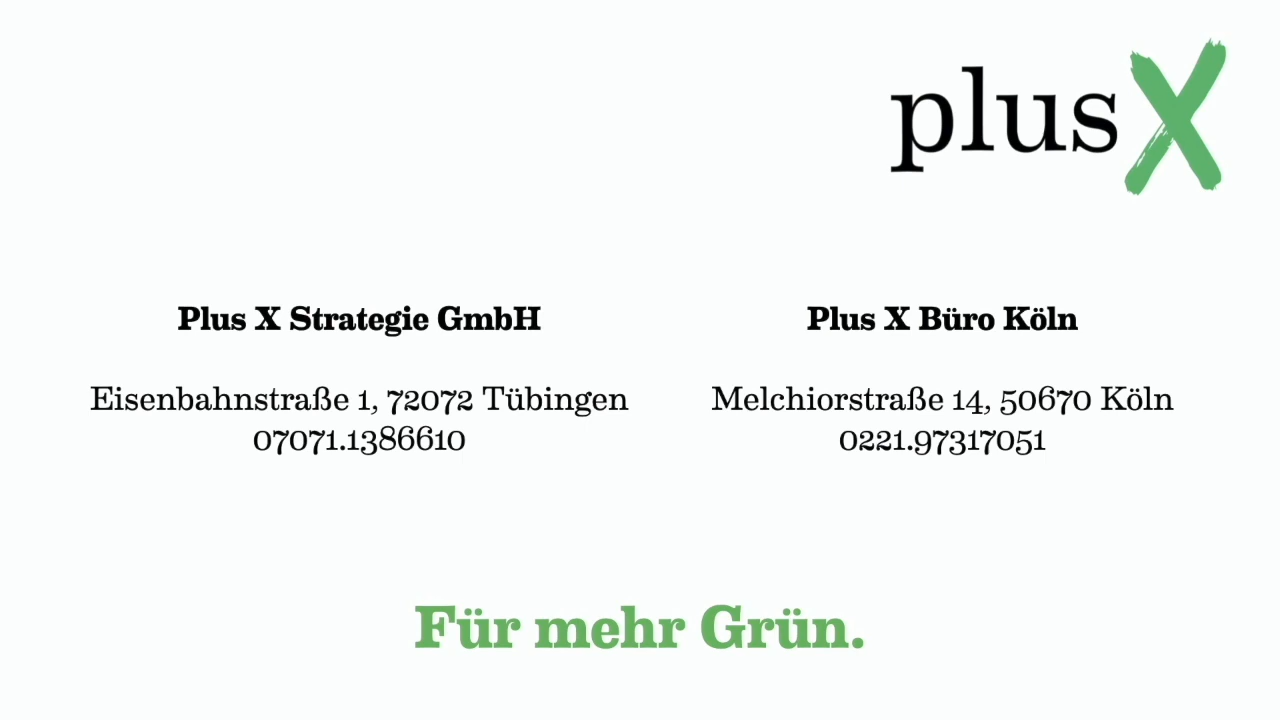 plusX
Plus X Strategie GmbH
Eisenbahnstraße 1, 72072 Tübingen
07071.1386610
Plus X Büro Köln
Melchiorstraße 14, 50670 Köln
0221.97317051
Für mehr Grün.